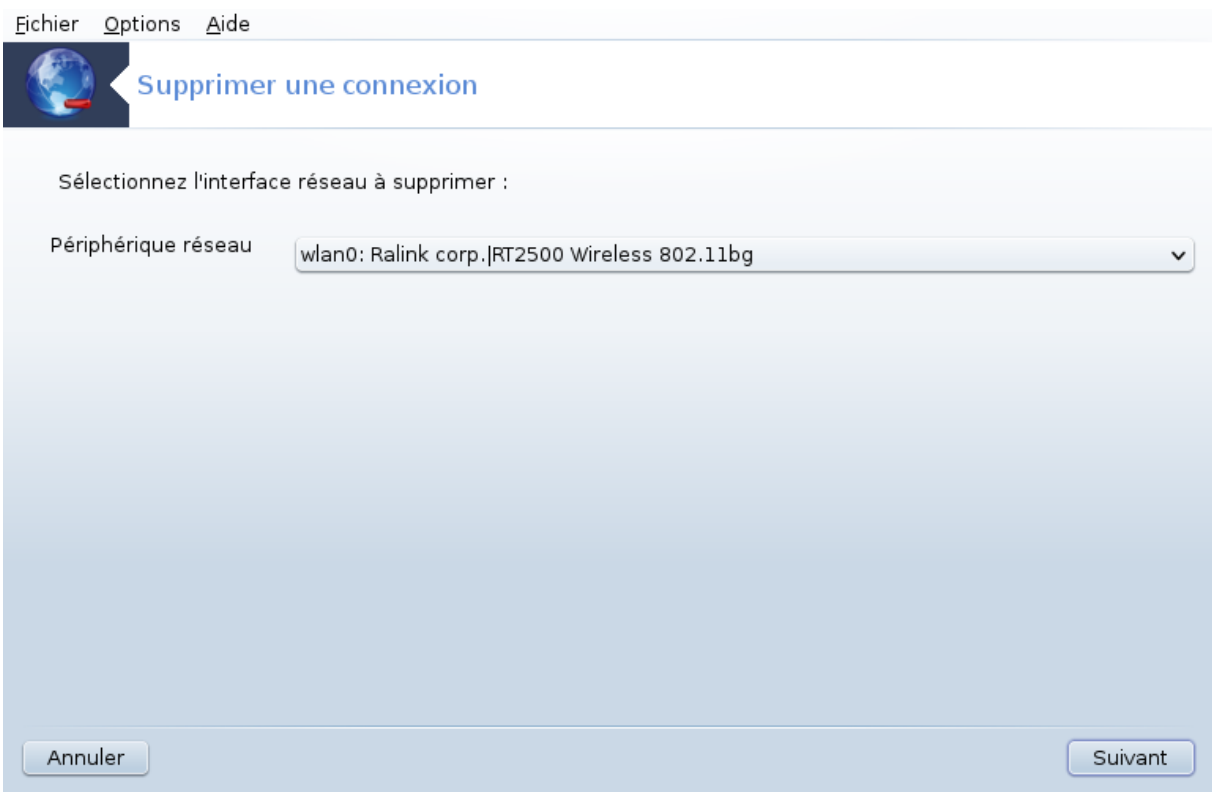 Fichier Options Aide
Supprimer une connexion
Sélectionnez l'interface réseau à supprimer :
Périphérique réseau
wlan0: Ralink corp.|RT2500 Wireless 802.11bg
Annuler
Suivant